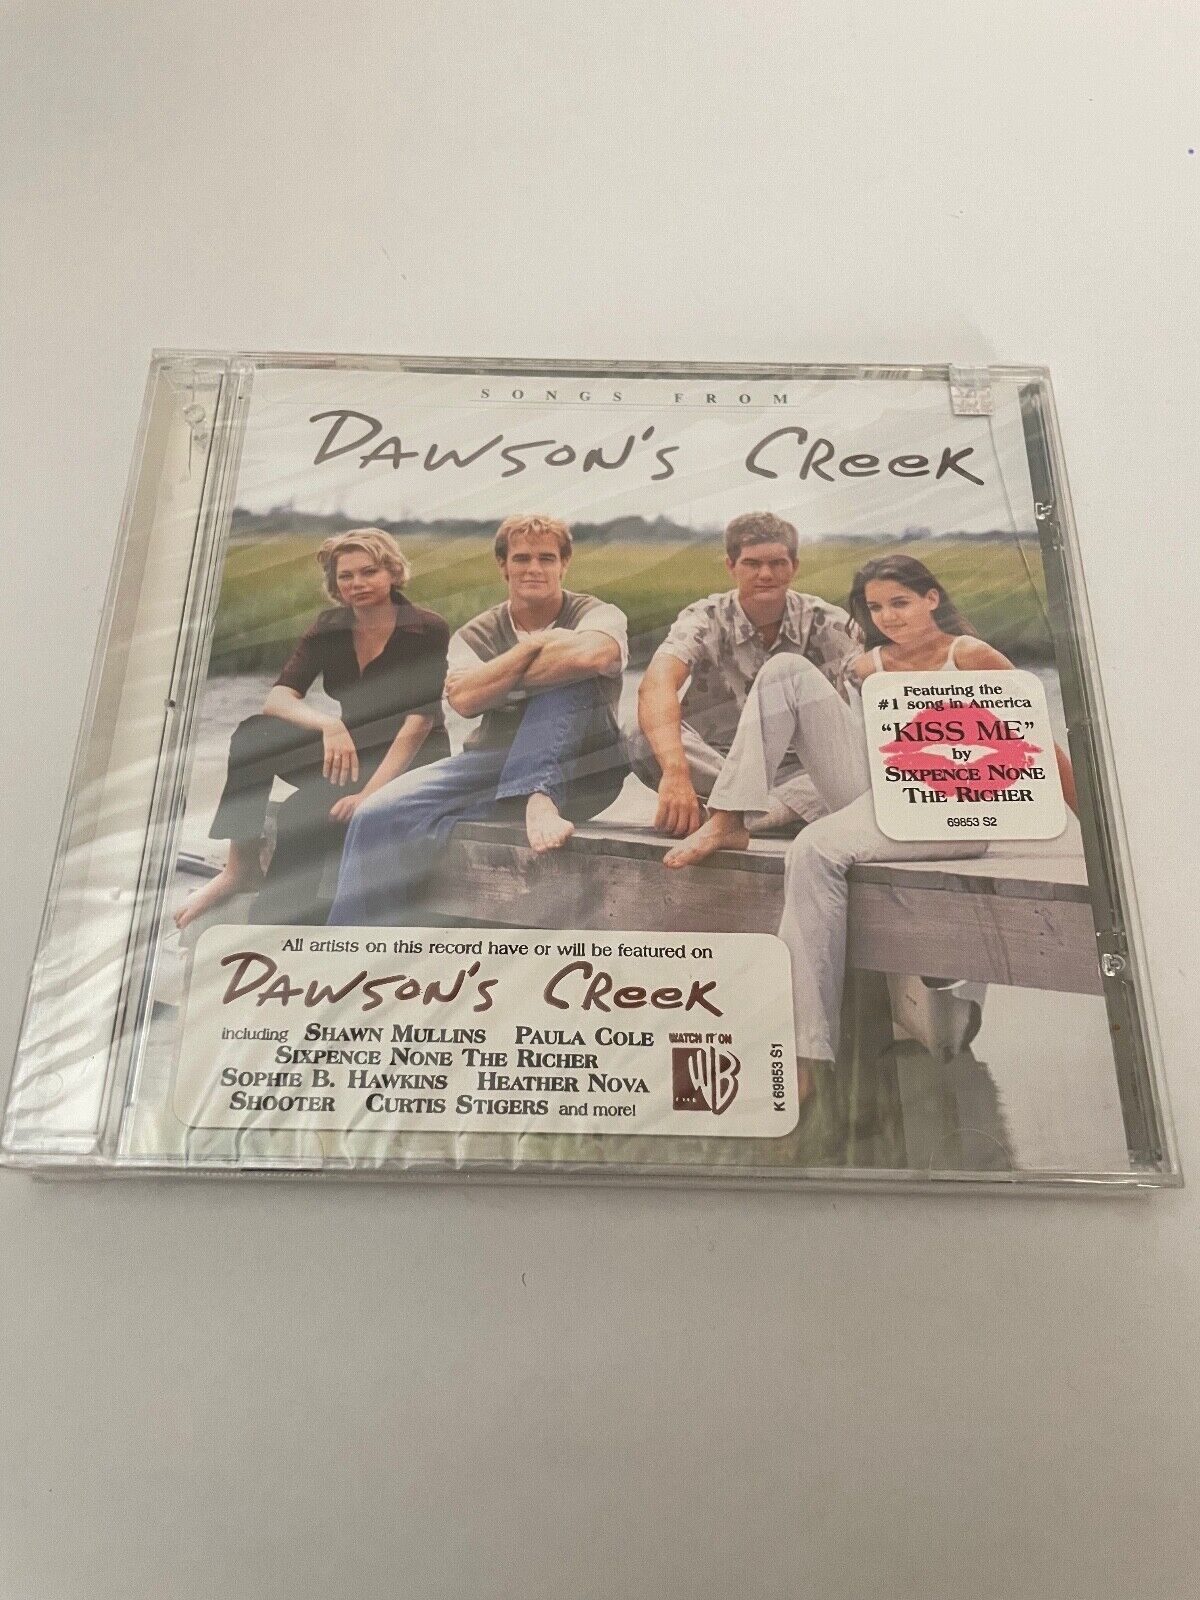 SONGS FROM
DAWSON'S CREEK
Featuring the
#1 song in America
"KISS ME"
by
SIXPENCE NONE
THE RICHER
69853 S2
All artists on this record have or will be featured on
DAWSON'S CREEK
including SHAWN MULLINS PAULA COLE
SIXPENCE NONE THE RICHER
SOPHIE B. HAWKINS HEATHER NOVA
SHOOTER CURTIS STIGERS and more!
WATCH IT ON
THE WB
K 69853 S1